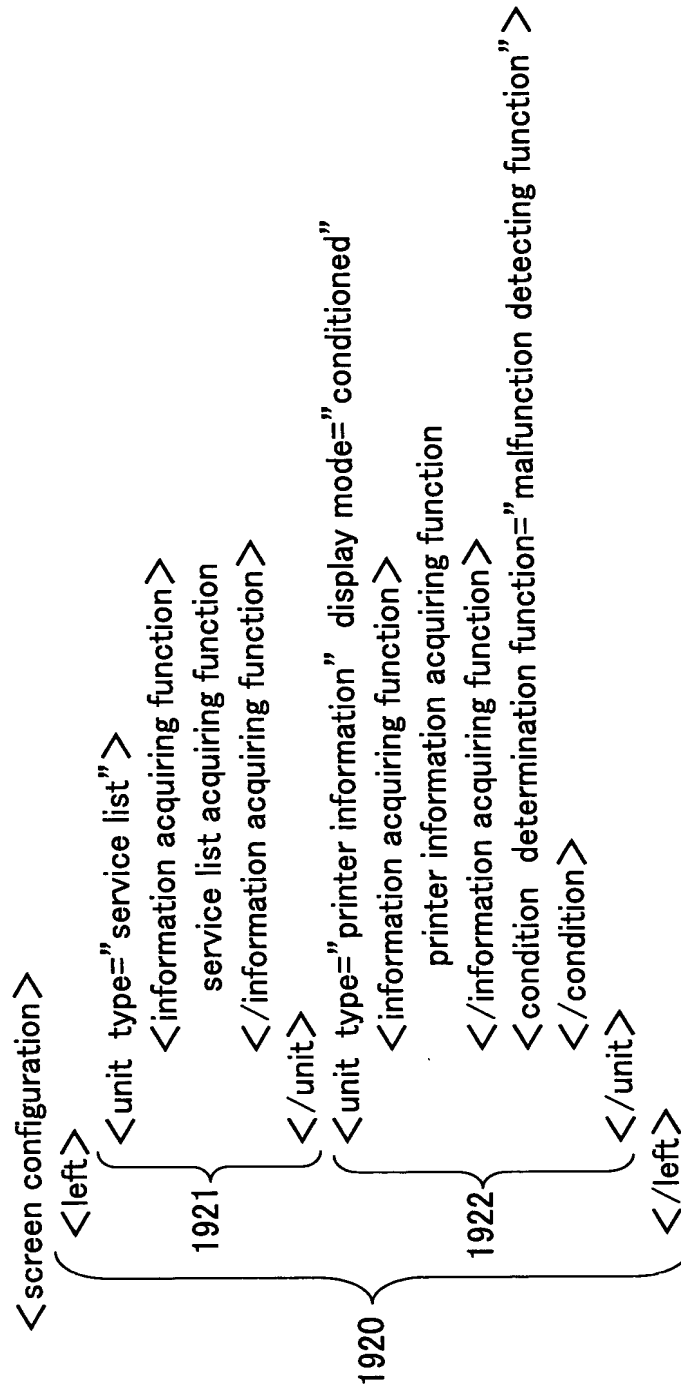 <screen configuration>
<left>
<unit type=”service list”>
<information acquiring function>
service list acquiring function
</information acquiring function>
</unit>
1921
<unit type=”printer information” display mode=”conditioned”
<information acquiring function>
printer information acquiring function
</information acquiring function>
<condition determination function=”malfunction detecting function”>
</condition>
</unit>
1922
</left>
1920